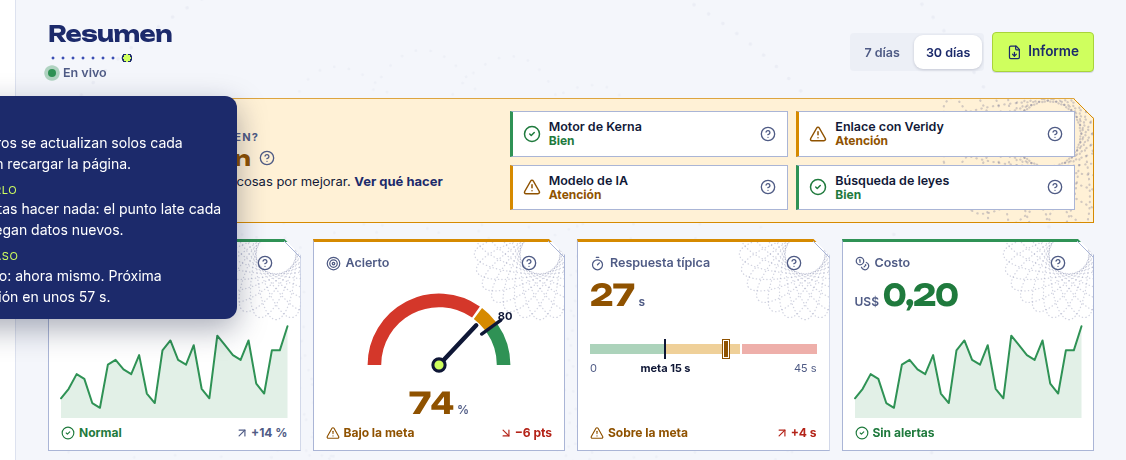 Resumen
En vivo
7 días
30 días
Informe
os se actualizan solos cada
recargar la página.
tas hacer nada: el punto late cada
egan datos nuevos.
o: ahora mismo. Próxima
ión en unos 57 s.
EN?
cosas por mejorar. Ver qué hacer
Motor de Kerna
Bien
Enlace con Veridy
Atención
Modelo de IA
Atención
Búsqueda de leyes
Bien
Normal
+14 %
Acierto
80
74 %
Bajo la meta
−6 pts
Respuesta típica
27 s
0
meta 15 s
45 s
Sobre la meta
+4 s
Costo
US$ 0,20
Sin alertas